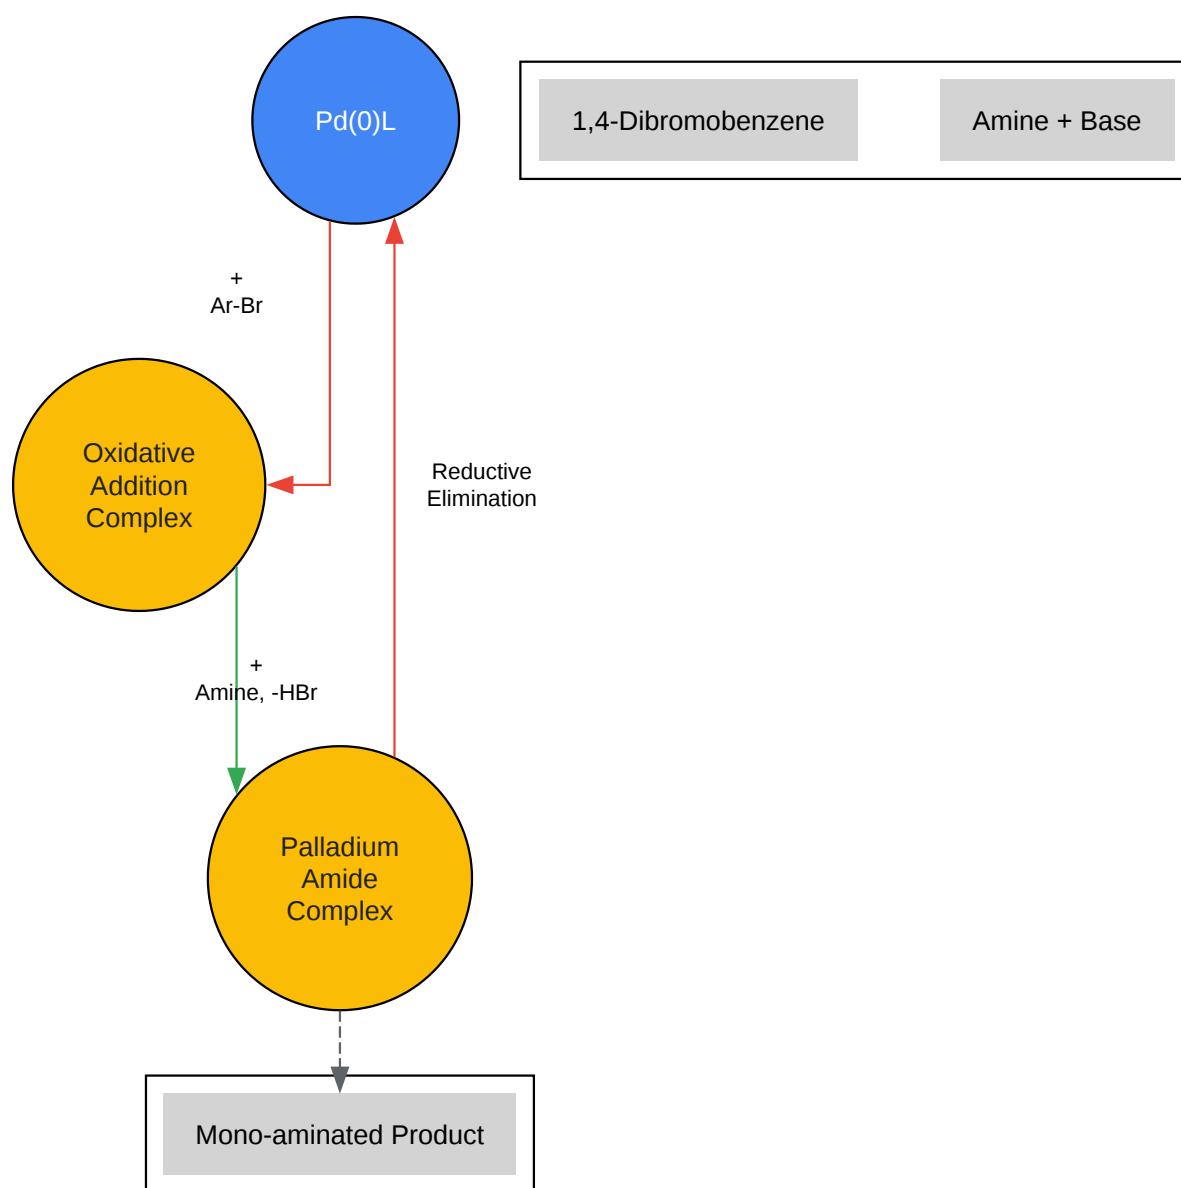 Pd(0)L
1,4-Dibromobenzene
Amine + Base
+
Ar-Br
Oxidative
Addition
Complex
Reductive
Elimination
+
Amine, -HBr
Palladium
Amide
Complex
Mono-aminated Product